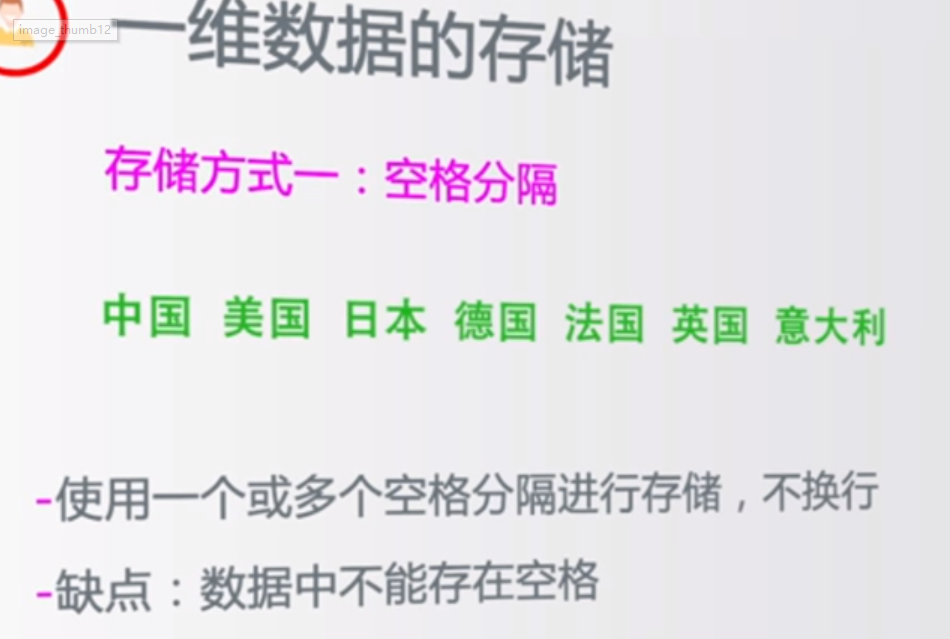 image_thumb12
一维数据的存储
存储方式一：空格分隔
中国 美国 日本 德国 法国 英国 意大利
-使用一个或多个空格分隔进行存储，不换行
-缺点：数据中不能存在空格